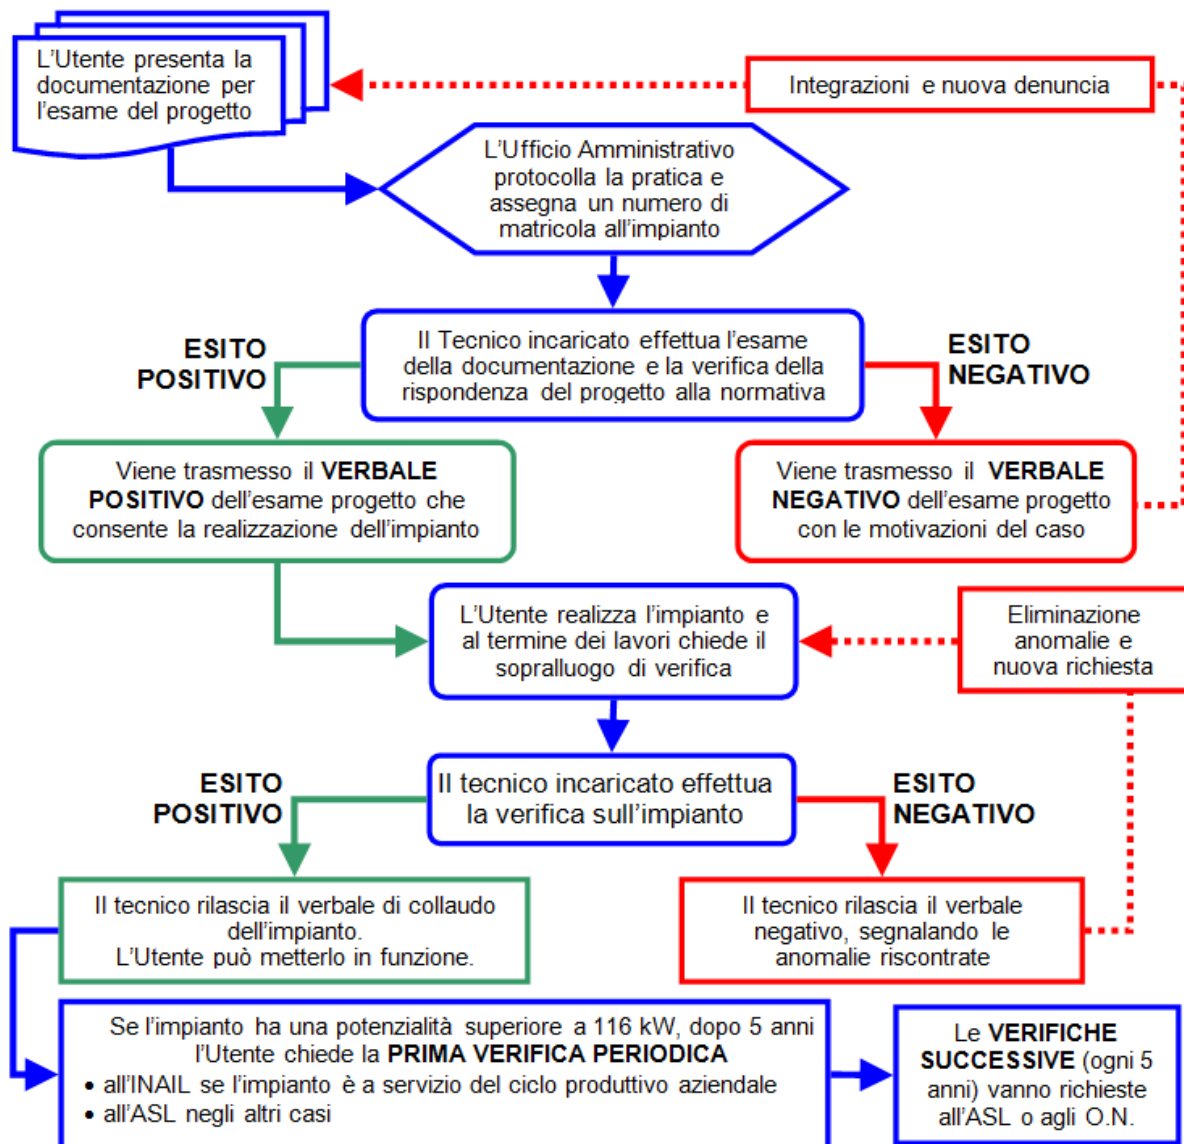 L'Utente presenta la
documentazione per
l'esame del progetto
Integrazioni e nuova denuncia
L'Ufficio Amministrativo
protocolla la pratica e
assegna un numero di
matricola all'impianto
Il Tecnico incaricato effettua l'esame
della documentazione e la verifica della
rispondenza del progetto alla normativa
ESITO
POSITIVO
ESITO
NEGATIVO
Viene trasmesso il VERBALE
POSITIVO dell'esame progetto che
consente la realizzazione dell'impianto
Viene trasmesso il VERBALE
NEGATIVO dell'esame progetto
con le motivazioni del caso
L'Utente realizza l'impianto e
al termine dei lavori chiede il
sopralluogo di verifica
Eliminazione
anomalie e
nuova richiesta
Il tecnico incaricato effettua
la verifica sull'impianto
ESITO
POSITIVO
ESITO
NEGATIVO
Il tecnico rilascia il verbale di collaudo
dell'impianto.
L'Utente può metterlo in funzione.
Il tecnico rilascia il verbale
negativo, segnalando le
anomalie riscontrate
Se l'impianto ha una potenzialità superiore a 116 kW, dopo 5 anni
l'Utente chiede la PRIMA VERIFICA PERIODICA
• all'INAIL se l'impianto è a servizio del ciclo produttivo aziendale
• all'ASL negli altri casi
Le VERIFICHE
SUCCESSIVE (ogni 5
anni) vanno richieste
all'ASL o agli O.N.